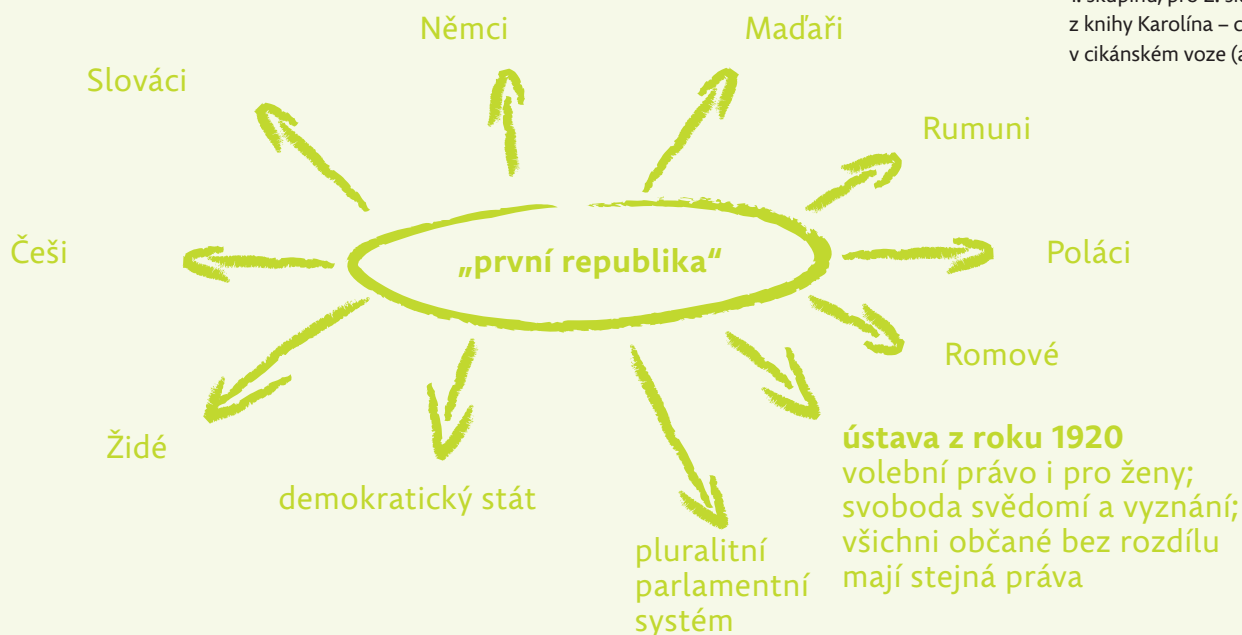 z knihy Karolína –
v cikánském voze
Němci
Maďaři
Slováci
Rumuni
Češi
„první republika“
Poláci
Romové
Židé
demokratický stát
ústava z roku 1920
volební právo i pro ženy;
svoboda svědomí a vyznání;
všichni občané bez rozdílu
mají stejná práva
pluralitní
parlamentní
systém